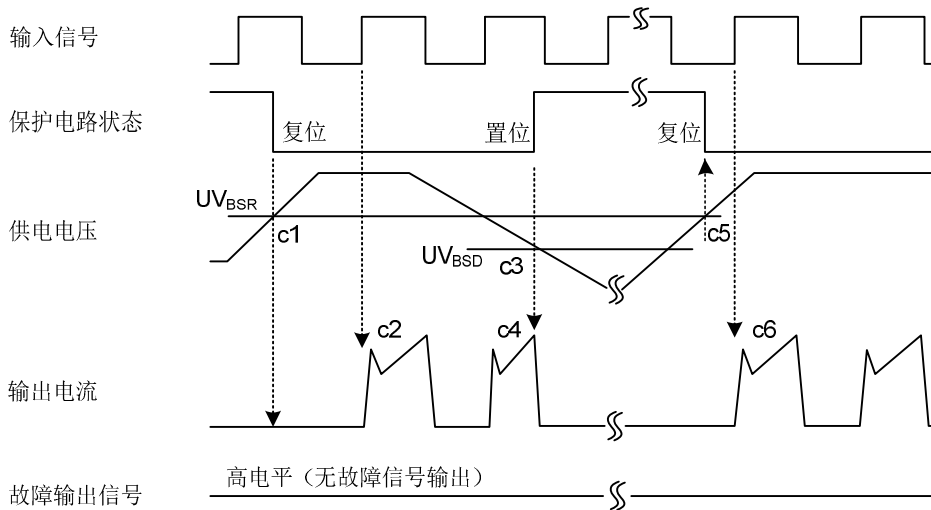 输入信号
保护电路状态
复位
置位
复位
供电电压
UVBSR
c1
UVBSD
c3
c5
c2
c4
c6
输出电流
故障输出信号
高电平（无故障信号输出）